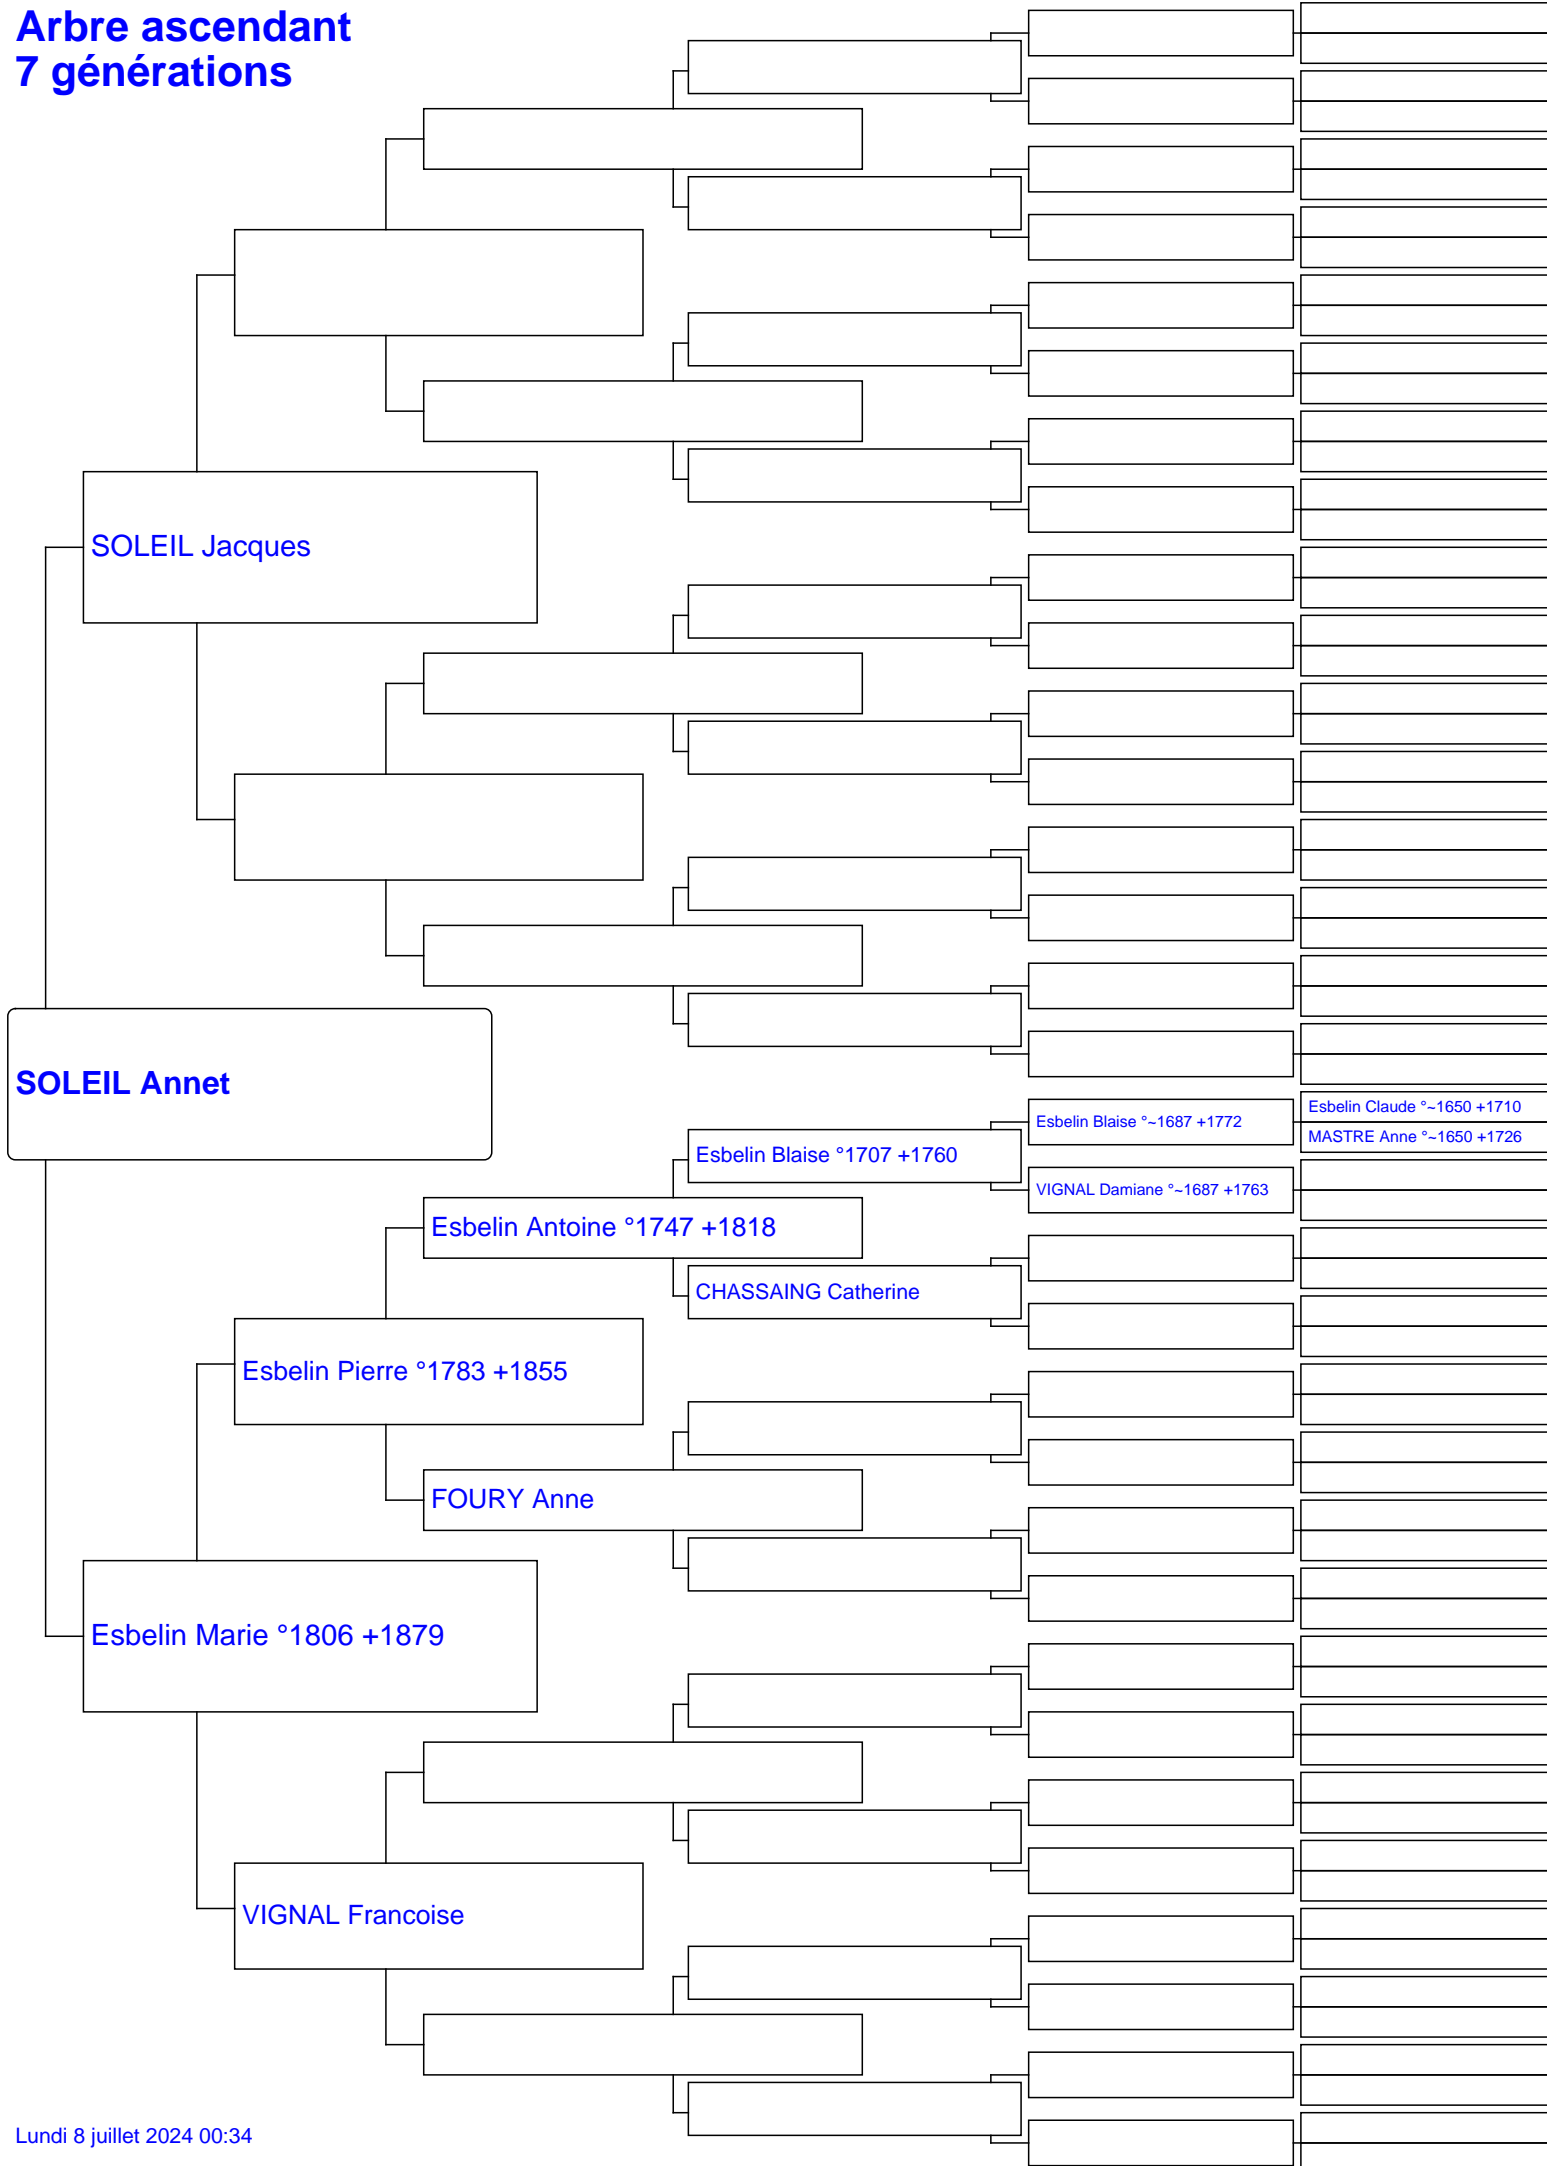 Arbre ascendant
7 générations
SOLEIL Jacques
SOLEIL Annet
Esbelin Claude °~1650 +1710
Esbelin Blaise °~1687 +1772
MASTRE Anne °~1650 +1726
Esbelin Blaise °1707 +1760
VIGNAL Damiane °~1687 +1763
Esbelin Antoine °1747 +1818
CHASSAING Catherine
Esbelin Pierre °1783 +1855
FOURY Anne
Esbelin Marie °1806 +1879
VIGNAL Francoise
Lundi 8 juillet 2024 00:34